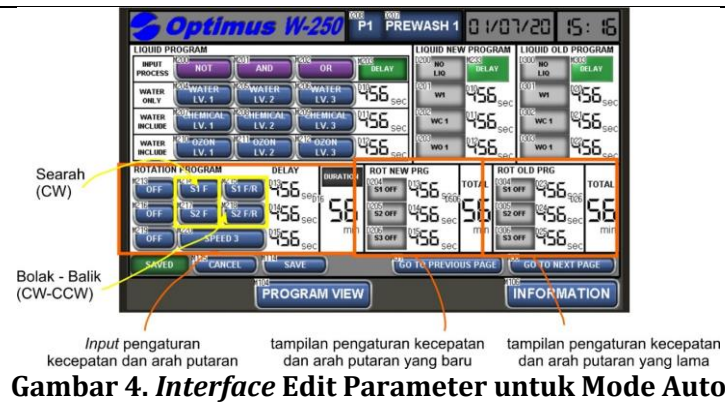 Optimus W-250 P1 PREWASH 1 01/07/20 15:16
LIQUID PROGRAM LIQUID NEW PROGRAM LIQUID OLD PROGRAM
INPUT PROCESS NOT AND OR DELAY NO LIQ DELAY NO LIQ DELAY
WATER ONLY WATER LV. 1 WATER LV. 2 WATER LV. 3 456 sec W1 456 sec W1 456 sec
WATER INCLUDE CHEMICAL LV. 1 CHEMICAL LV. 2 CHEMICAL LV. 3 456 sec WC 1 456 sec WC 1 456 sec
WATER INCLUDE OZON LV. 1 OZON LV. 2 OZON LV. 3 456 sec WO 1 456 sec WO 1 456 sec
ROTATION PROGRAM DELAY DURATION ROT NEW PRG TOTAL ROT OLD PRG TOTAL
OFF S1 F S1 F/R 456 sec S1 OFF 456 sec S1 OFF 456 sec
OFF S2 F S2 F/R 456 sec 56 min S2 OFF 456 sec 56 min S2 OFF 456 sec 56 min
OFF SPEED 3 456 sec S3 OFF 456 sec S3 OFF 456 sec
SAVED CANCEL SAVE GO TO PREVIOUS PAGE GO TO NEXT PAGE
PROGRAM VIEW INFORMATION
Searah
(CW)
Bolak - Balik
(CW-CCW)
Input pengaturan
kecepatan dan arah putaran
tampilan pengaturan kecepatan
dan arah putaran yang baru
tampilan pengaturan kecepatan
dan arah putaran yang lama
Gambar 4. Interface Edit Parameter untuk Mode Auto